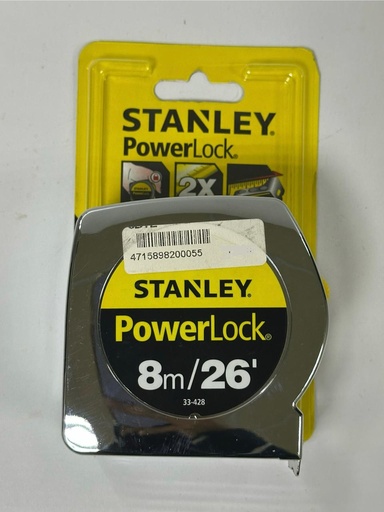 STANLEY®
PowerLock®
2X
4715898200055
STANLEY®
PowerLock®
8m/26'
33-428